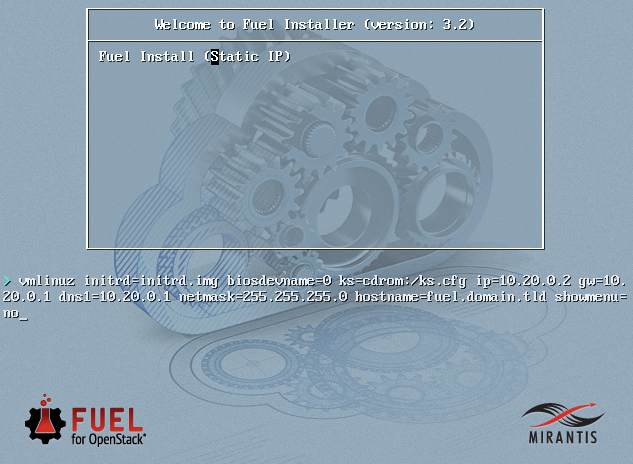 Welcome to Fuel Installer (version: 3.2)
Fuel Install (Static IP)
> vmlinuz initrd=initrd.img biosdevname=0 ks=cdrom:/ks.cfg ip=10.20.0.2 gw=10.
20.0.1 dns1=10.20.0.1 netmask=255.255.255.0 hostname=fuel.domain.tld showmenu=
no_
FUEL
for OpenStack
MIRANTIS